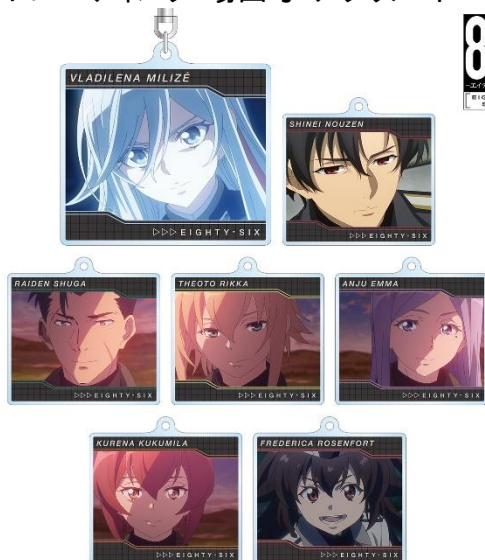 VLADILENA MILIZÉ
▷▷▷EIGHTY-SIX
SHINEI NOUZEN
▷▷▷EIGHTY-SIX
RAIDEN SHUGA
▷▷▷EIGHTY-SIX
THEOTO RIKKA
▷▷▷EIGHTY-SIX
ANJU EMMA
▷▷▷EIGHTY-SIX
KURENA KUKUMILA
▷▷▷EIGHTY-SIX
FREDERICA ROSENFORT
▷▷▷EIGHTY-SIX